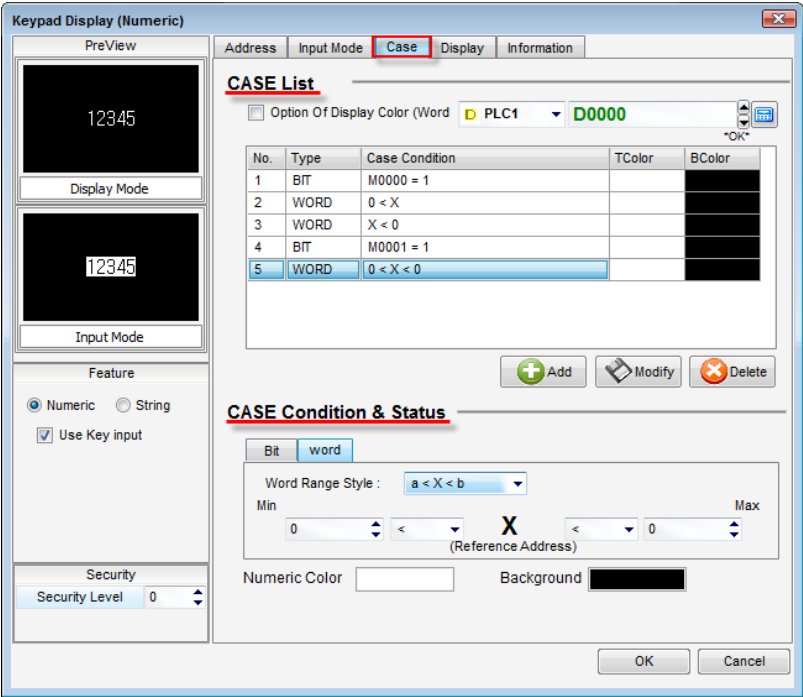 Keypad Display (Numeric)
PreView
12345
Display Mode
12345
Input Mode
Feature
Numeric String
Use Key input
Security
Security Level 0
Address Input Mode Case Display Information
CASE List
Option Of Display Color (Word D PLC1 D0000
*OK*
No. Type Case Condition TColor BColor
1 BIT M0000 = 1
2 WORD 0 < X
3 WORD X < 0
4 BIT M0001 = 1
5 WORD 0 < X < 0
Add Modify Delete
CASE Condition & Status
Bit word
Word Range Style : a < X < b
Min Max
0 < X < 0
(Reference Address)
Numeric Color Background
OK Cancel